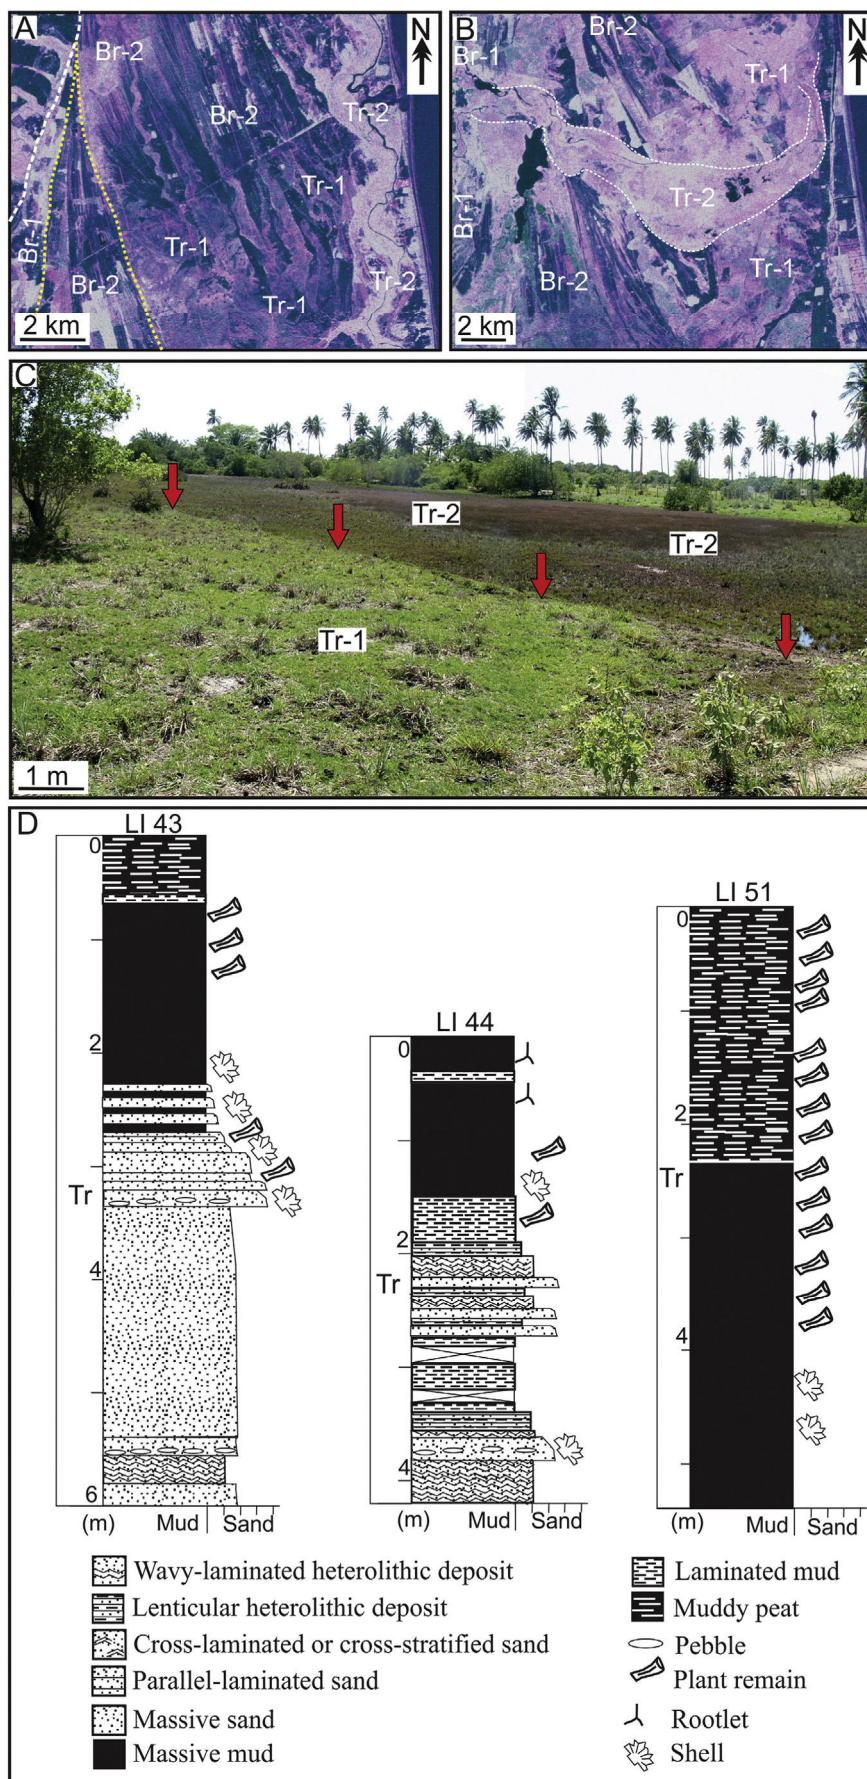 A
N
Br-2
Br-2
Tr-2
Tr-1
Br-1
Tr-1
Br-2
Tr-1
Tr-2
2 km
B
N
Br-2
Br-1
Tr-1
Tr-2
Br-1
Tr-1
Br-2
2 km
C
Tr-2
Tr-2
Tr-1
1 m
D
LI 43
0
2
Tr
4
6
(m) Mud Sand
LI 44
0
2
Tr
4
(m) Mud Sand
LI 51
0
2
Tr
4
(m) Mud Sand
Wavy-laminated heterolithic deposit
Lenticular heterolithic deposit
Cross-laminated or cross-stratified sand
Parallel-laminated sand
Massive sand
Massive mud
Laminated mud
Muddy peat
Pebble
Plant remain
Rootlet
Shell